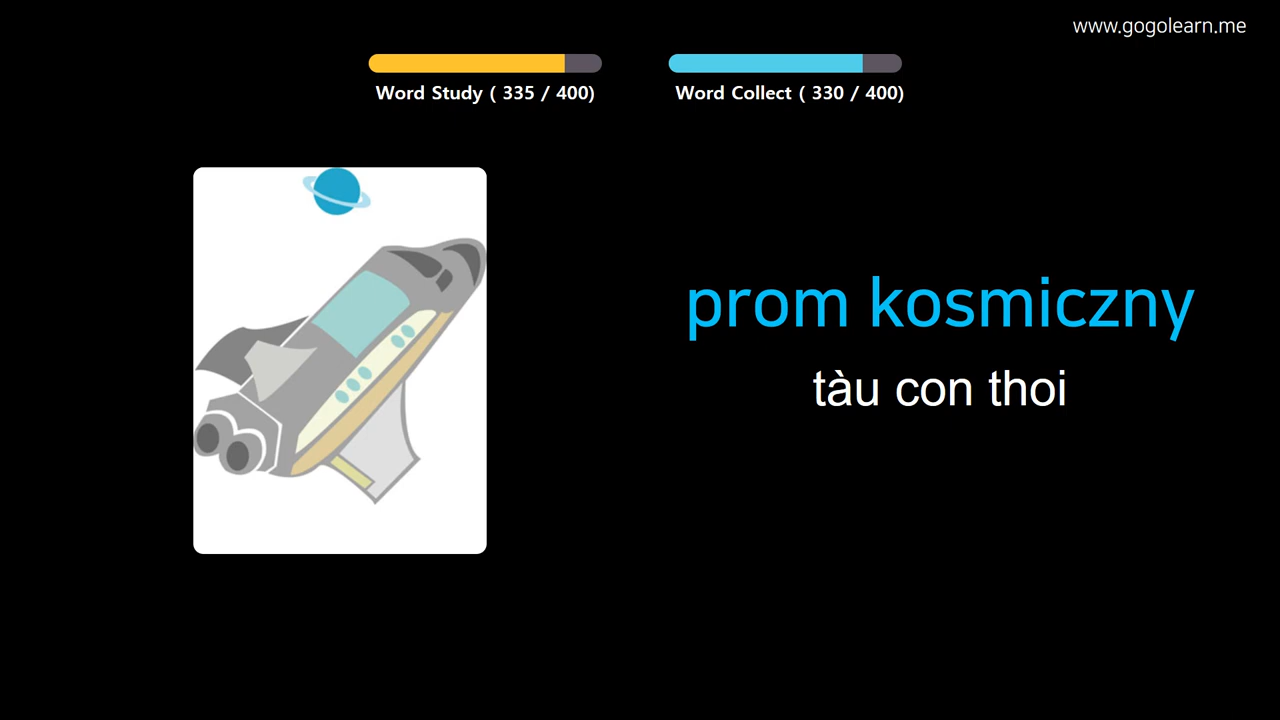 www.gogolearn.me
Word Study ( 335 / 400)
Word Collect ( 330 / 400)
prom kosmiczny
tàu con thoi